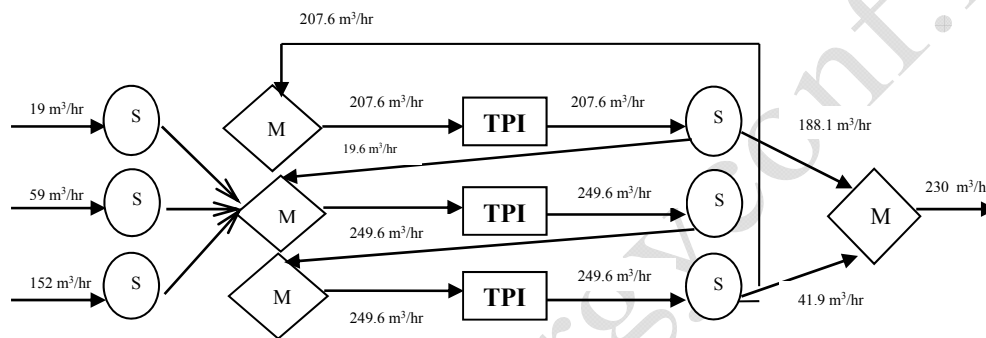 207.6 m³/hr
19 m³/hr
S
M
207.6 m³/hr
TPI
207.6 m³/hr
S
188.1 m³/hr
19.6 m³/hr
59 m³/hr
S
M
249.6 m³/hr
TPI
249.6 m³/hr
S
M
230 m³/h
249.6 m³/hr
152 m³/hr
S
M
249.6 m³/hr
TPI
S
41.9 m³/hr